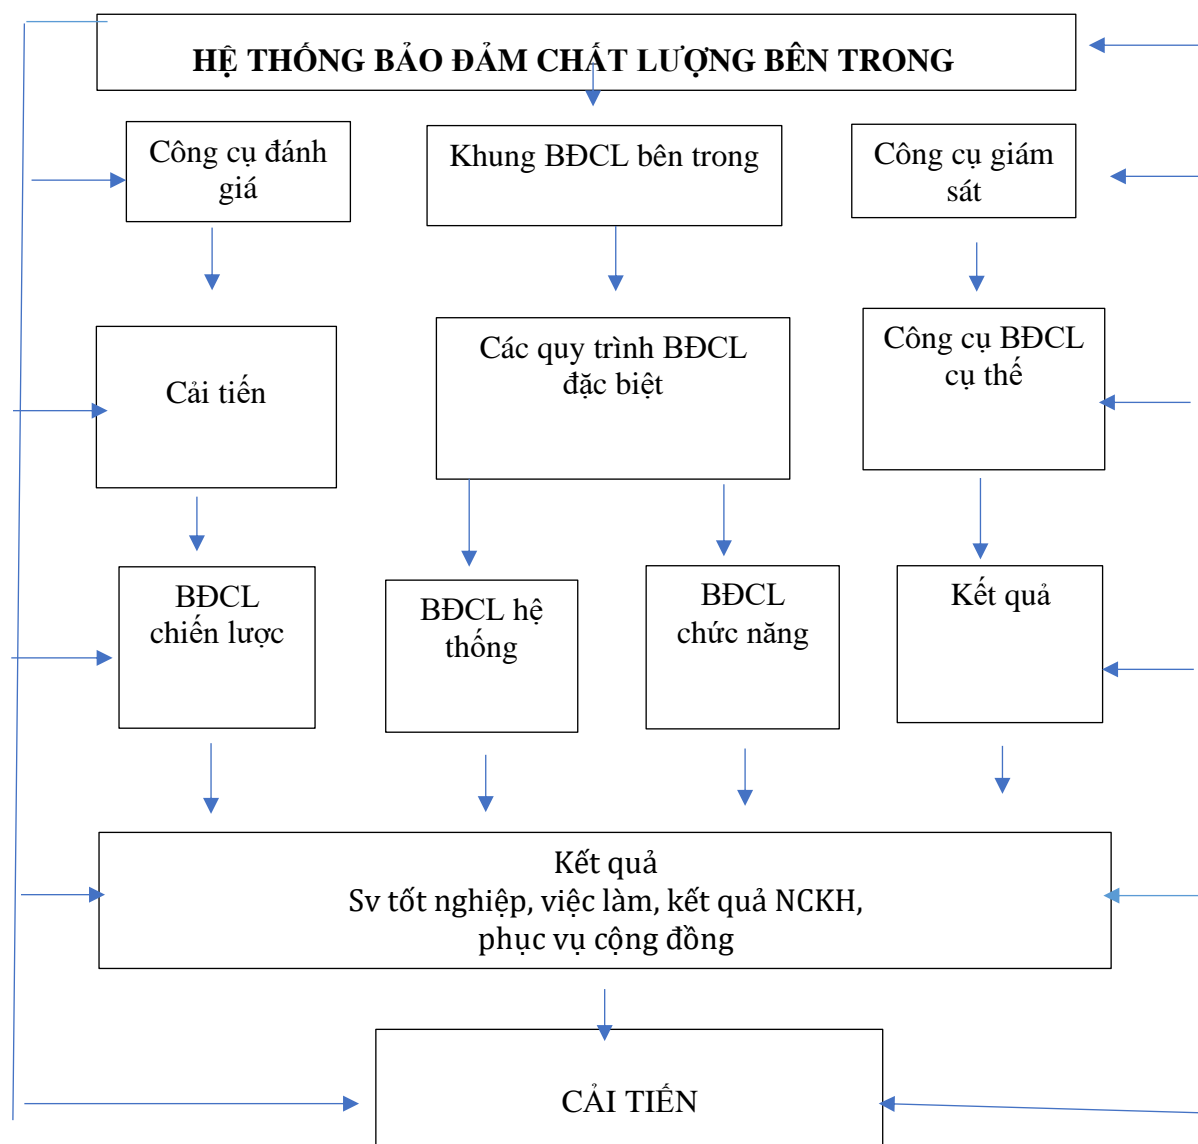 HỆ THỐNG BẢO ĐẢM CHẤT LƯỢNG BÊN TRONG
Công cụ đánh
giá
Khung BĐCL bên trong
Công cụ giám
sát
Cải tiến
Các quy trình BĐCL
đặc biệt
Công cụ BĐCL
cụ thế
BĐCL
chiến lược
BĐCL hệ
thống
BĐCL
chức năng
Kết quả
Kết quả
Sv tốt nghiệp, việc làm, kết quả NCKH,
phục vụ cộng đồng
CẢI TIẾN